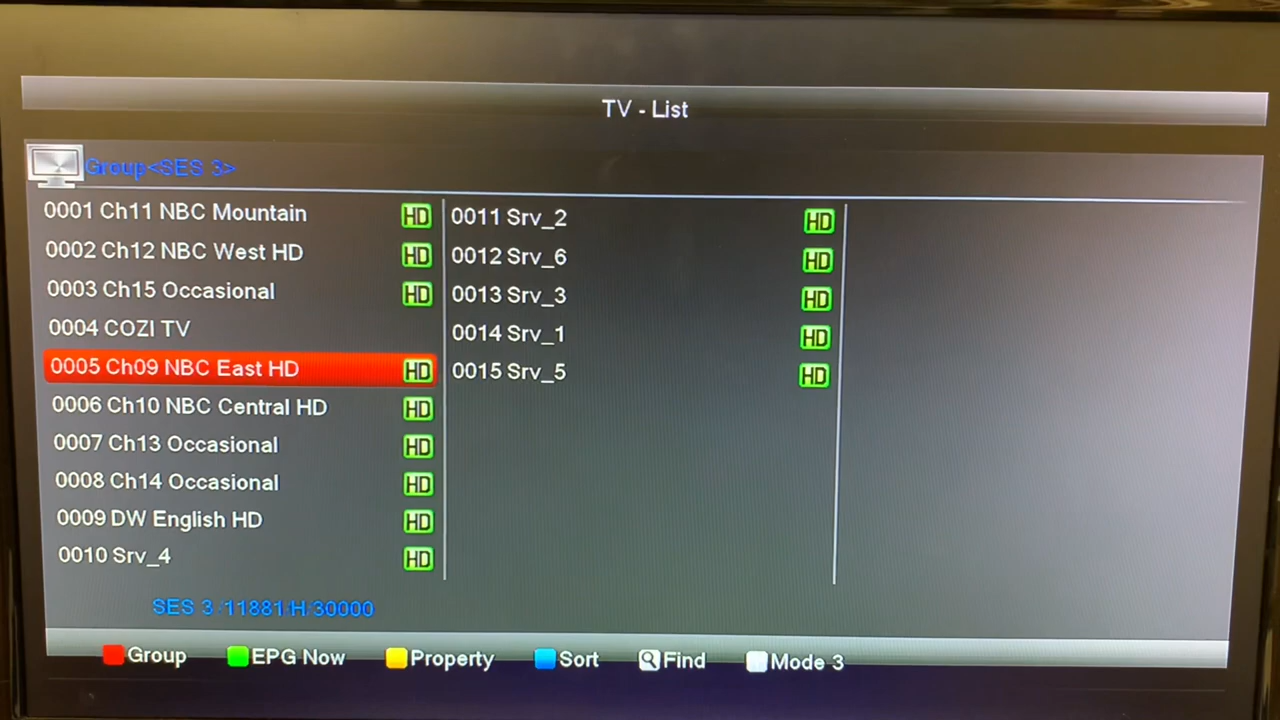 TV - List
Group<SES 3>
0001 Ch11 NBC Mountain HD
0002 Ch12 NBC West HD HD
0003 Ch15 Occasional HD
0004 COZI TV
0005 Ch09 NBC East HD HD
0006 Ch10 NBC Central HD HD
0007 Ch13 Occasional HD
0008 Ch14 Occasional HD
0009 DW English HD HD
0010 Srv_4 HD
0011 Srv_2 HD
0012 Srv_6 HD
0013 Srv_3 HD
0014 Srv_1 HD
0015 Srv_5 HD
SES 3 /11881/H/30000
Group EPG Now Property Sort Find Mode 3